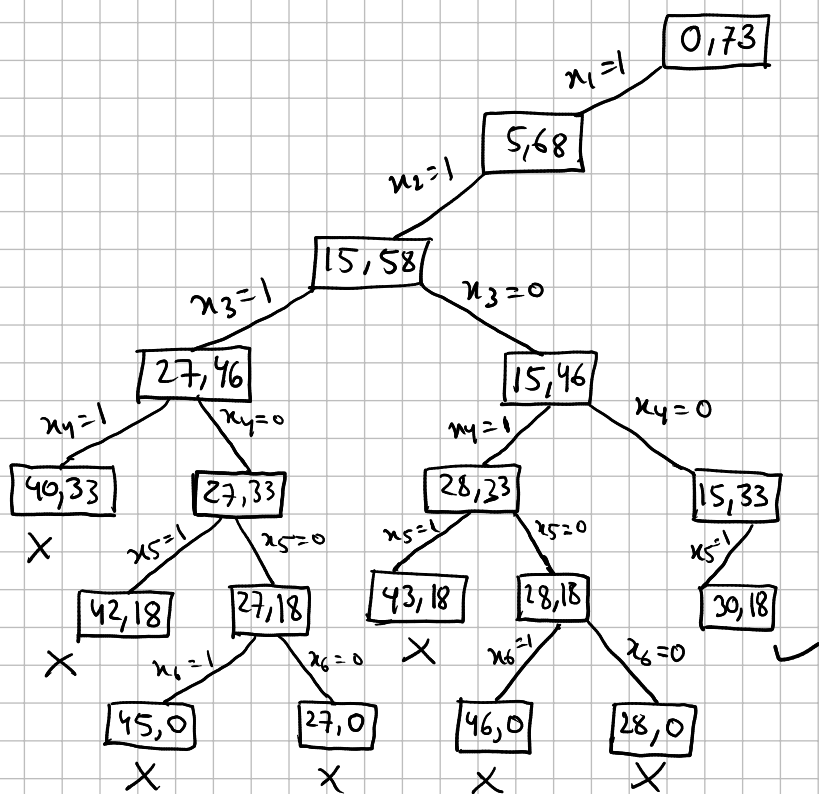 0,73
x1=1
5,68
x2=1
15,58
x3=1 x3=0
27,46 15,46
x4=1 x4=0 x4=1 x4=0
40,33 27,33 28,33 15,33
X x5=1 x5=0 x5=1 x5=0 x5=1
42,18 27,18 43,18 28,18 30,18
X x6=1 x6=0 X x6=1 x6=0 ✓
45,0 27,0 46,0 28,0
X X X X